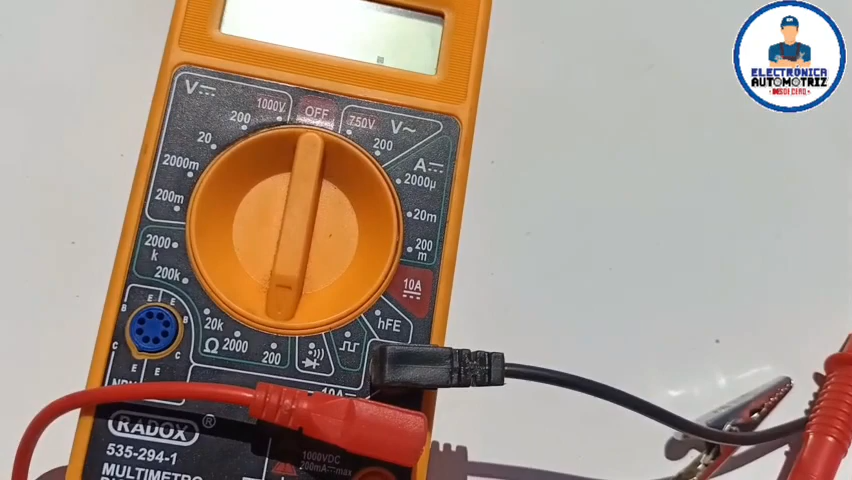 ELECTRÓNICA
AUTOMOTRIZ
DESDE CERO
V
1000V
OFF
750V
V~
200
200
20
2000m
200m
A
2000µ
20m
200
m
10A
2000
k
200k
20k
Ω
2000
200
hFE
E
E
B
B
C
C
E
E
10A
RADOX®
535-294-1
MULTIMETRO
1000VDC
200mA
max